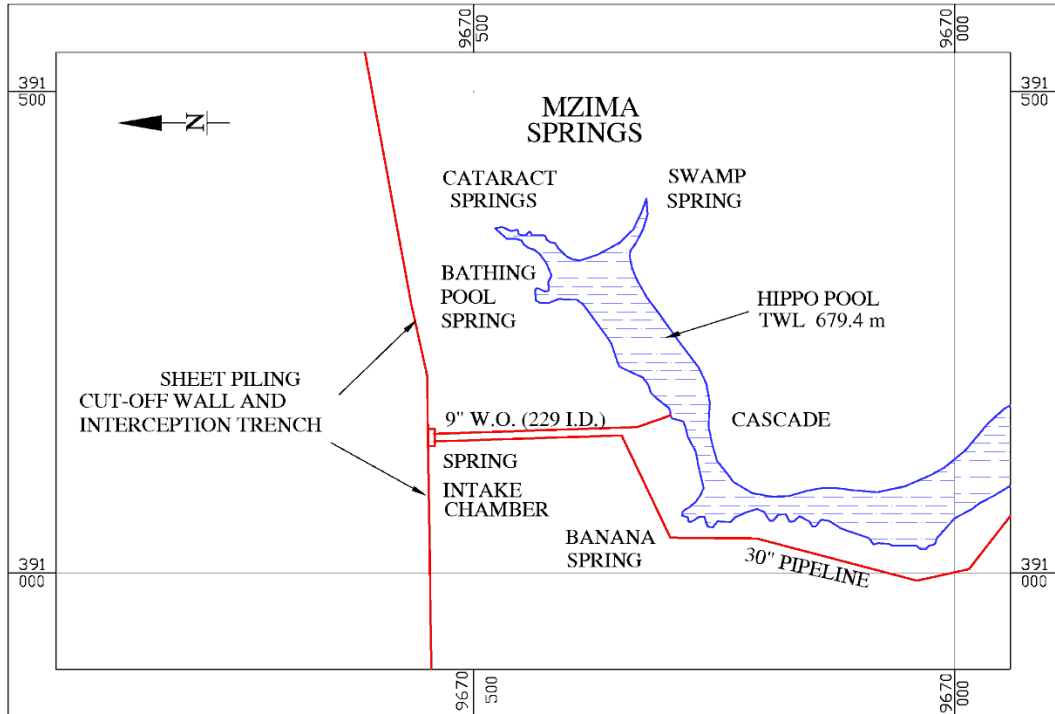 9670
500
9670
000
391
500
391
500
N
MZIMA
SPRINGS
CATARACT
SPRINGS
SWAMP
SPRING
BATHING
POOL
SPRING
HIPPO POOL
TWL 679.4 m
SHEET PILING
CUT-OFF WALL AND
INTERCEPTION TRENCH
9" W.O. (229 I.D.)
CASCADE
SPRING
INTAKE
CHAMBER
BANANA
SPRING
30" PIPELINE
391
000
391
000
9670
500
9670
000